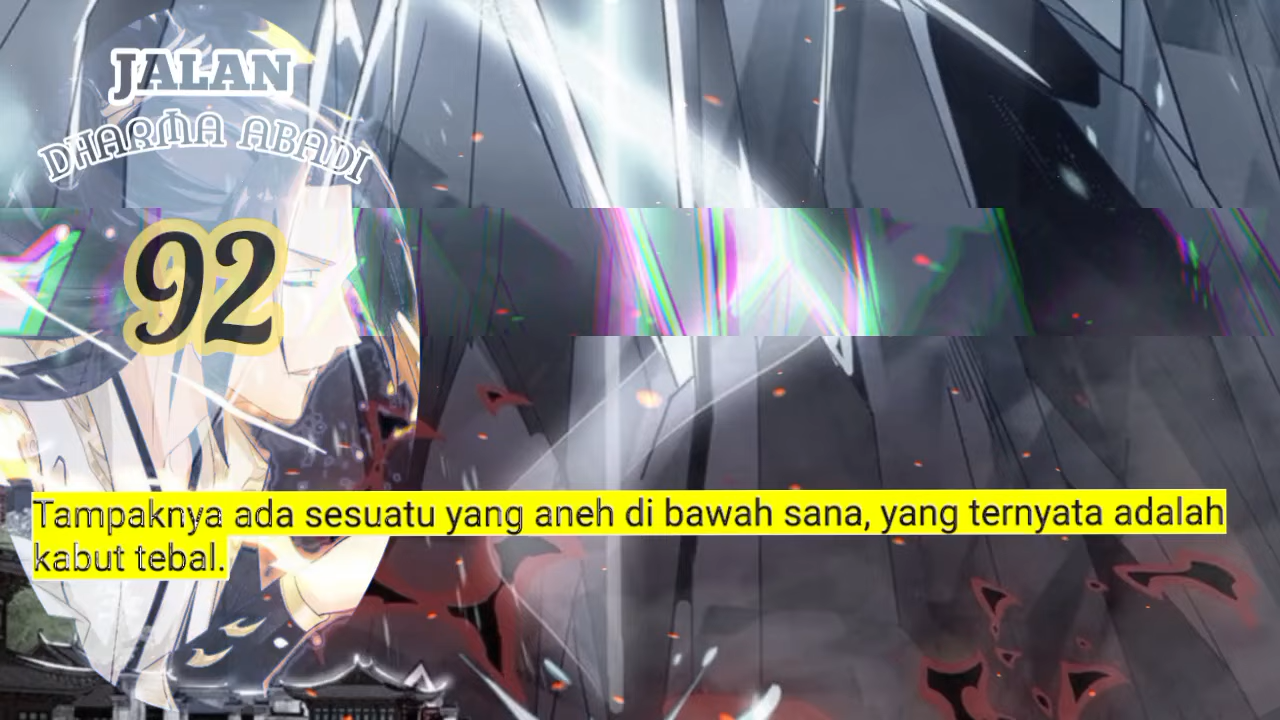 JALAN
DHARMA ABADI
92
Tampaknya ada sesuatu yang aneh di bawah sana, yang ternyata adalah
kabut tebal.